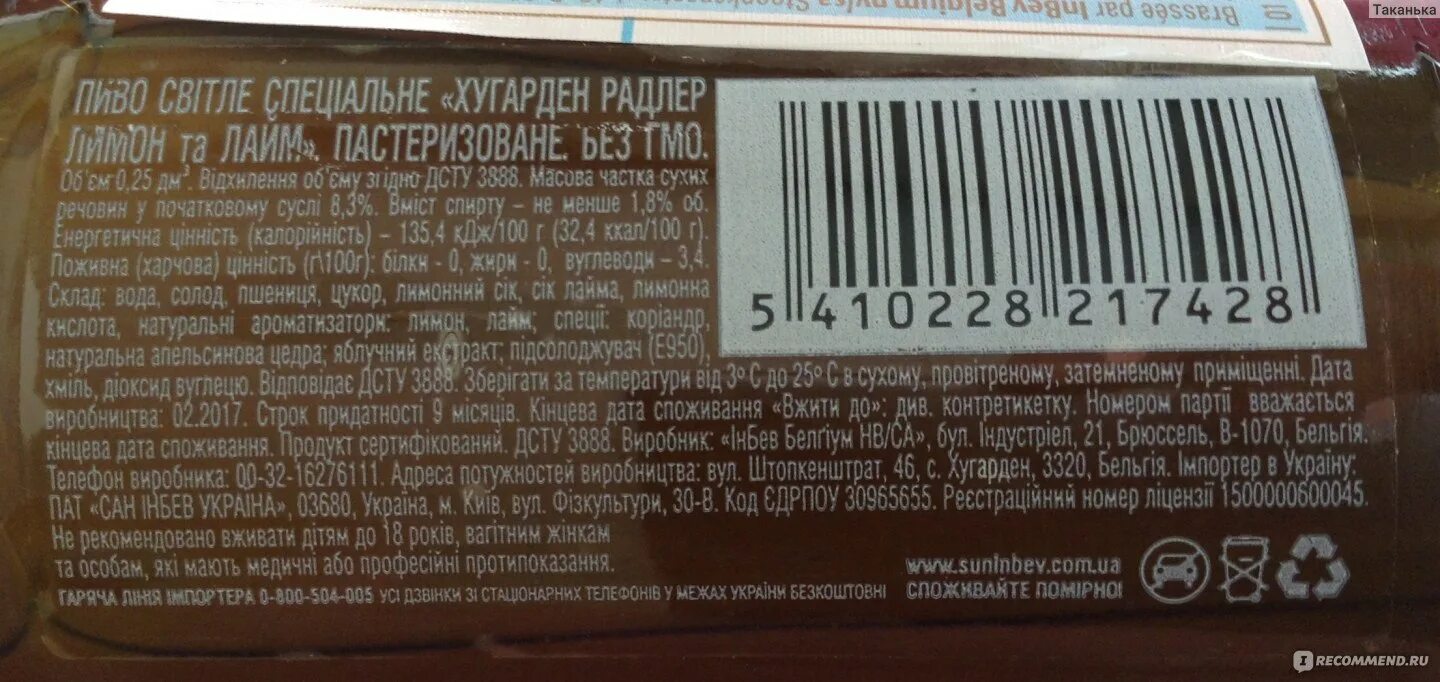 Таканька
Brassée par InBev Belgium nv/sa
ПИВО СВІТЛЕ СПЕЦІАЛЬНЕ «ХУГАРДЕН РАДЛЕР
ЛИМОН та ЛАЙМ». ПАСТЕРИЗОВАНЕ. БЕЗ ГМО.
Об'єм 0,25 дм³. Відхилення об'єму згідно ДСТУ 3888. Масова частка сухих
речовин у початковому суслі 8,3%. Вміст спирту – не менше 1,8% об.
Енергетична цінність (калорійність) – 135,4 кДж/100 г (32,4 ккал/100 г).
Поживна (харчова) цінність (г\100г): білки - 0, жири - 0, вуглеводи – 3,4.
Склад: вода, солод, пшениця, цукор, лимонний сік, сік лайма, лимонна
кислота, натуральні ароматизатори: лимон, лайм; спеції: коріандр,
натуральна апельсинова цедра; яблучний екстракт; підсолоджувач (Е950),
хміль, діоксид вуглецю. Відповідає ДСТУ 3888. Зберігати за температури від 3° С до 25° С в сухому, провітреному, затемненому приміщенні. Дата
виробництва: 02.2017. Строк придатності 9 місяців. Кінцева дата споживання «Вжити до»: див. контретикетку. Номером партії вважається
кінцева дата споживання. Продукт сертифікований. ДСТУ 3888. Виробник: «ІнБев Белґіум НВ/СА», бул. Індустріел, 21, Брюссель, В-1070, Бельгія.
Телефон виробника: 00-32-16276111. Адреса потужностей виробництва: вул. Штопкенштрат, 46, с. Хугарден, 3320, Бельгія. Імпортер в Україну:
ПАТ «САН ІНБЕВ УКРАЇНА», 03680, Україна, м. Київ, вул. Фізкультури, 30-В. Код ЄДРПОУ 30965655. Реєстраційний номер ліцензії 1500000600045.
Не рекомендовано вживати дітям до 18 років, вагітним жінкам
та особам, які мають медичні або професійні протипоказання.
ГАРЯЧА ЛІНІЯ ІМПОРТЕРА 0-800-504-005 УСІ ДЗВІНКИ ЗІ СТАЦІОНАРНИХ ТЕЛЕФОНІВ У МЕЖАХ УКРАЇНИ БЕЗКОШТОВНІ
5 410228 217428
www.suninbev.com.ua
СПОЖИВАЙТЕ ПОМІРНО!
IRECOMMEND.RU